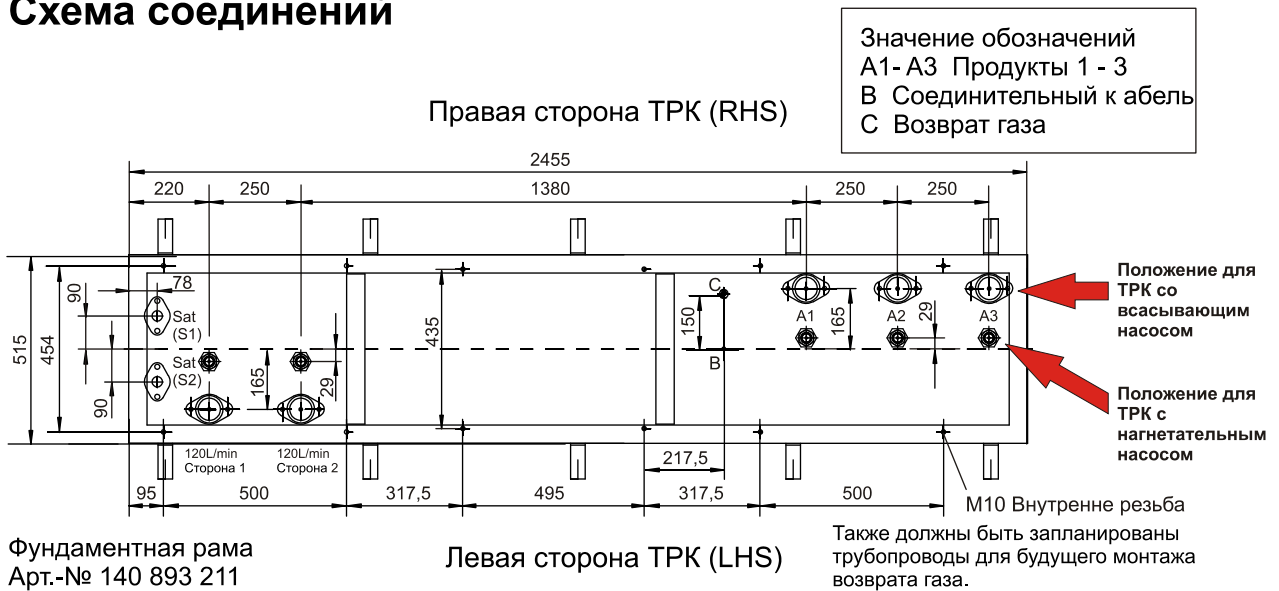 Схема соединений
Значение обозначений
A1- A3 Продукты 1 - 3
B Соединительный к абель
C Возврат газа
Правая сторона ТРК (RHS)
2455
220 250 1380 250 250
78
90
Sat
(S1)
C
A1 A2 A3
150
165
29
515
454
435
Sat
(S2)
165
29
B
90
Положение для
ТРК со
всасывающим
насосом
Положение для
ТРК с
нагнетательным
насосом
120L/min
Сторона 1
120L/min
Сторона 2
217,5
95 500 317,5 495 317,5 500
M10 Внутренне резьба
Фундаментная рама
Арт.-№ 140 893 211
Левая сторона ТРК (LHS)
Также должны быть запланированы
трубопроводы для будущего монтажа
возврата газа.